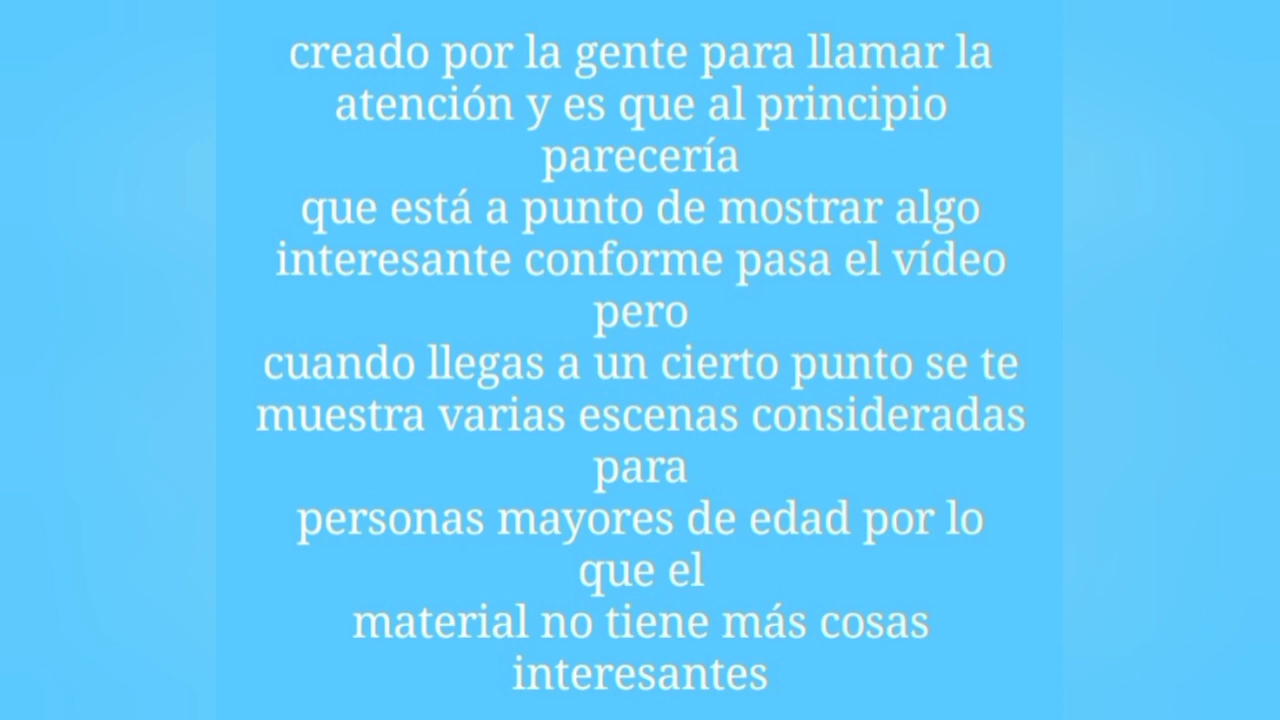 creado por la gente para llamar la
atención y es que al principio
parecería
que está a punto de mostrar algo
interesante conforme pasa el vídeo
pero
cuando llegas a un cierto punto se te
muestra varias escenas consideradas
para
personas mayores de edad por lo
que el
material no tiene más cosas
interesantes